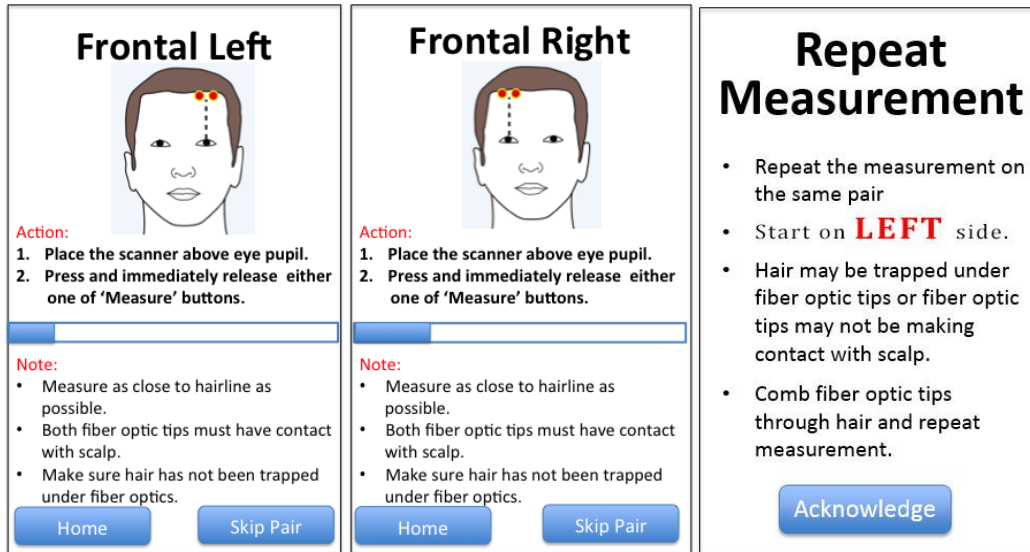 Frontal Left
Action:
1. Place the scanner above eye pupil.
2. Press and immediately release either
one of ‘Measure’ buttons.
Note:
• Measure as close to hairline as
possible.
• Both fiber optic tips must have contact
with scalp.
• Make sure hair has not been trapped
under fiber optics.
Home
Skip Pair
Frontal Right
Action:
1. Place the scanner above eye pupil.
2. Press and immediately release either
one of ‘Measure’ buttons.
Note:
• Measure as close to hairline as
possible.
• Both fiber optic tips must have contact
with scalp.
• Make sure hair has not been trapped
under fiber optics.
Home
Skip Pair
Repeat
Measurement
• Repeat the measurement on
the same pair
• Start on LEFT side.
• Hair may be trapped under
fiber optic tips or fiber optic
tips may not be making
contact with scalp.
• Comb fiber optic tips
through hair and repeat
measurement.
Acknowledge